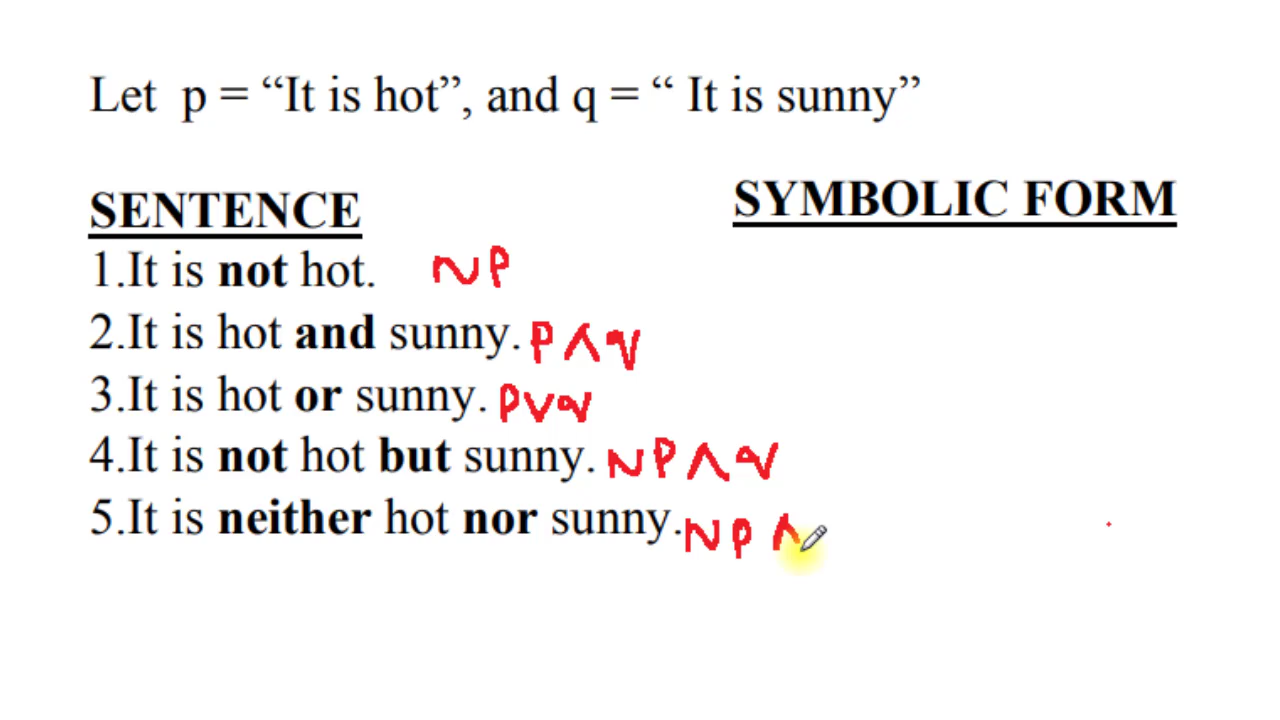 Let p = “It is hot”, and q = “ It is sunny”
SENTENCE SYMBOLIC FORM
1.It is not hot. ~p
2.It is hot and sunny. p ∧ q
3.It is hot or sunny. p ∨ q
4.It is not hot but sunny. ~p ∧ q
5.It is neither hot nor sunny. ~p ∧